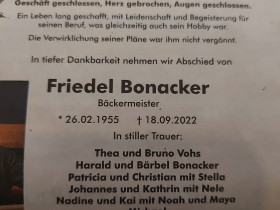 Geschäft geschlossen, Herz gebrochen, Augen geschlossen.
Ein Leben lang geschafft, mit Leidenschaft und Begeisterung für
seinen Beruf, was gleichzeitig auch sein Hobby war.
Die Verwirklichung seiner Pläne war ihm nicht vergönnt.
In tiefer Dankbarkeit nehmen wir Abschied von
Friedel Bonacker
Bäckermeister
* 26.02.1955 † 18.09.2022
In stiller Trauer:
Thea und Bruno Vohs
Harald und Bärbel Bonacker
Patricia und Christian mit Stella
Johannes und Kathrin mit Nele
Nadine und Kai mit Noah und Maya